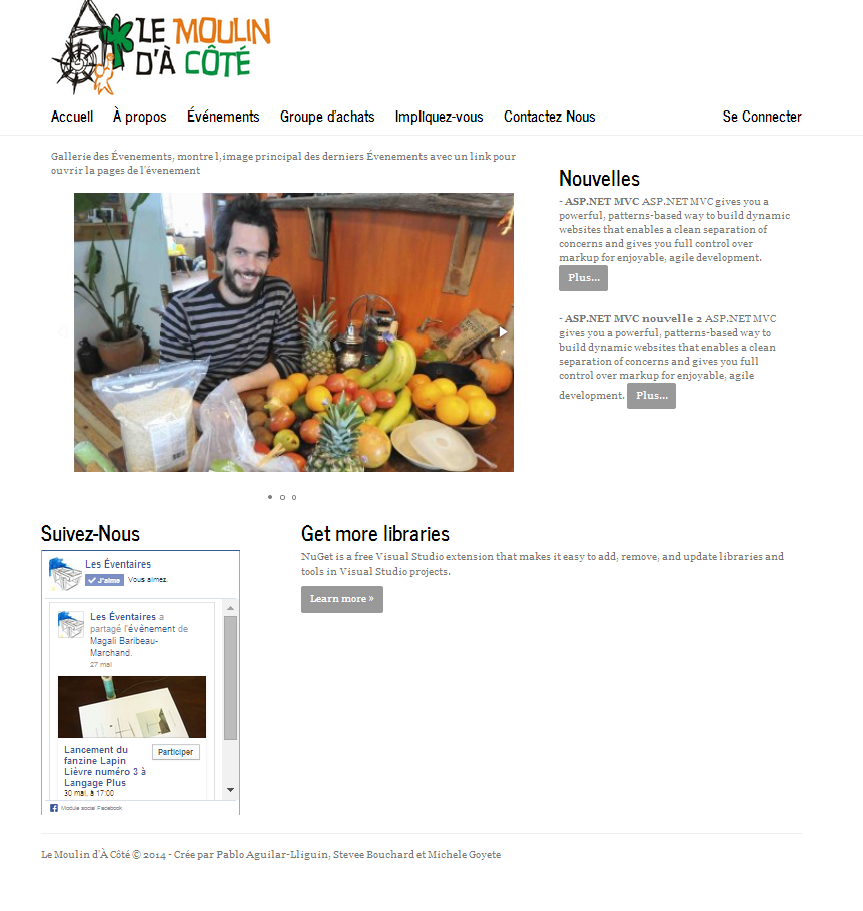 LE MOULIN
D'À CÔTÉ
Accueil À propos Événements Groupe d'achats Impliquez-vous Contactez Nous Se Connecter
Gallerie des Évenements, montre l,image principal des derniers Évenements avec un link pour
ouvrir la pages de l'évenement
Nouvelles
- ASP.NET MVC ASP.NET MVC gives you a
powerful, patterns-based way to build dynamic
websites that enables a clean separation of
concerns and gives you full control over
markup for enjoyable, agile development.
Plus...
- ASP.NET MVC nouvelle 2 ASP.NET MVC
gives you a powerful, patterns-based way to
build dynamic websites that enables a clean
separation of concerns and gives you full
control over markup for enjoyable, agile
development. Plus...
Suivez-Nous
Les Éventaires
J'aime Vous aimez.
Les Éventaires a
partagé l'événement de
Magali Baribeau-
Marchand.
27 mai
Lancement du
fanzine Lapin
Lièvre numéro 3 à
Langage Plus
Participer
30 mai, à 17:00
Module social Facebook
Get more libraries
NuGet is a free Visual Studio extension that makes it easy to add, remove, and update libraries and
tools in Visual Studio projects.
Learn more »
Le Moulin d'À Côté © 2014 - Crée par Pablo Aguilar-Lliguin, Stevee Bouchard et Michele Goyete